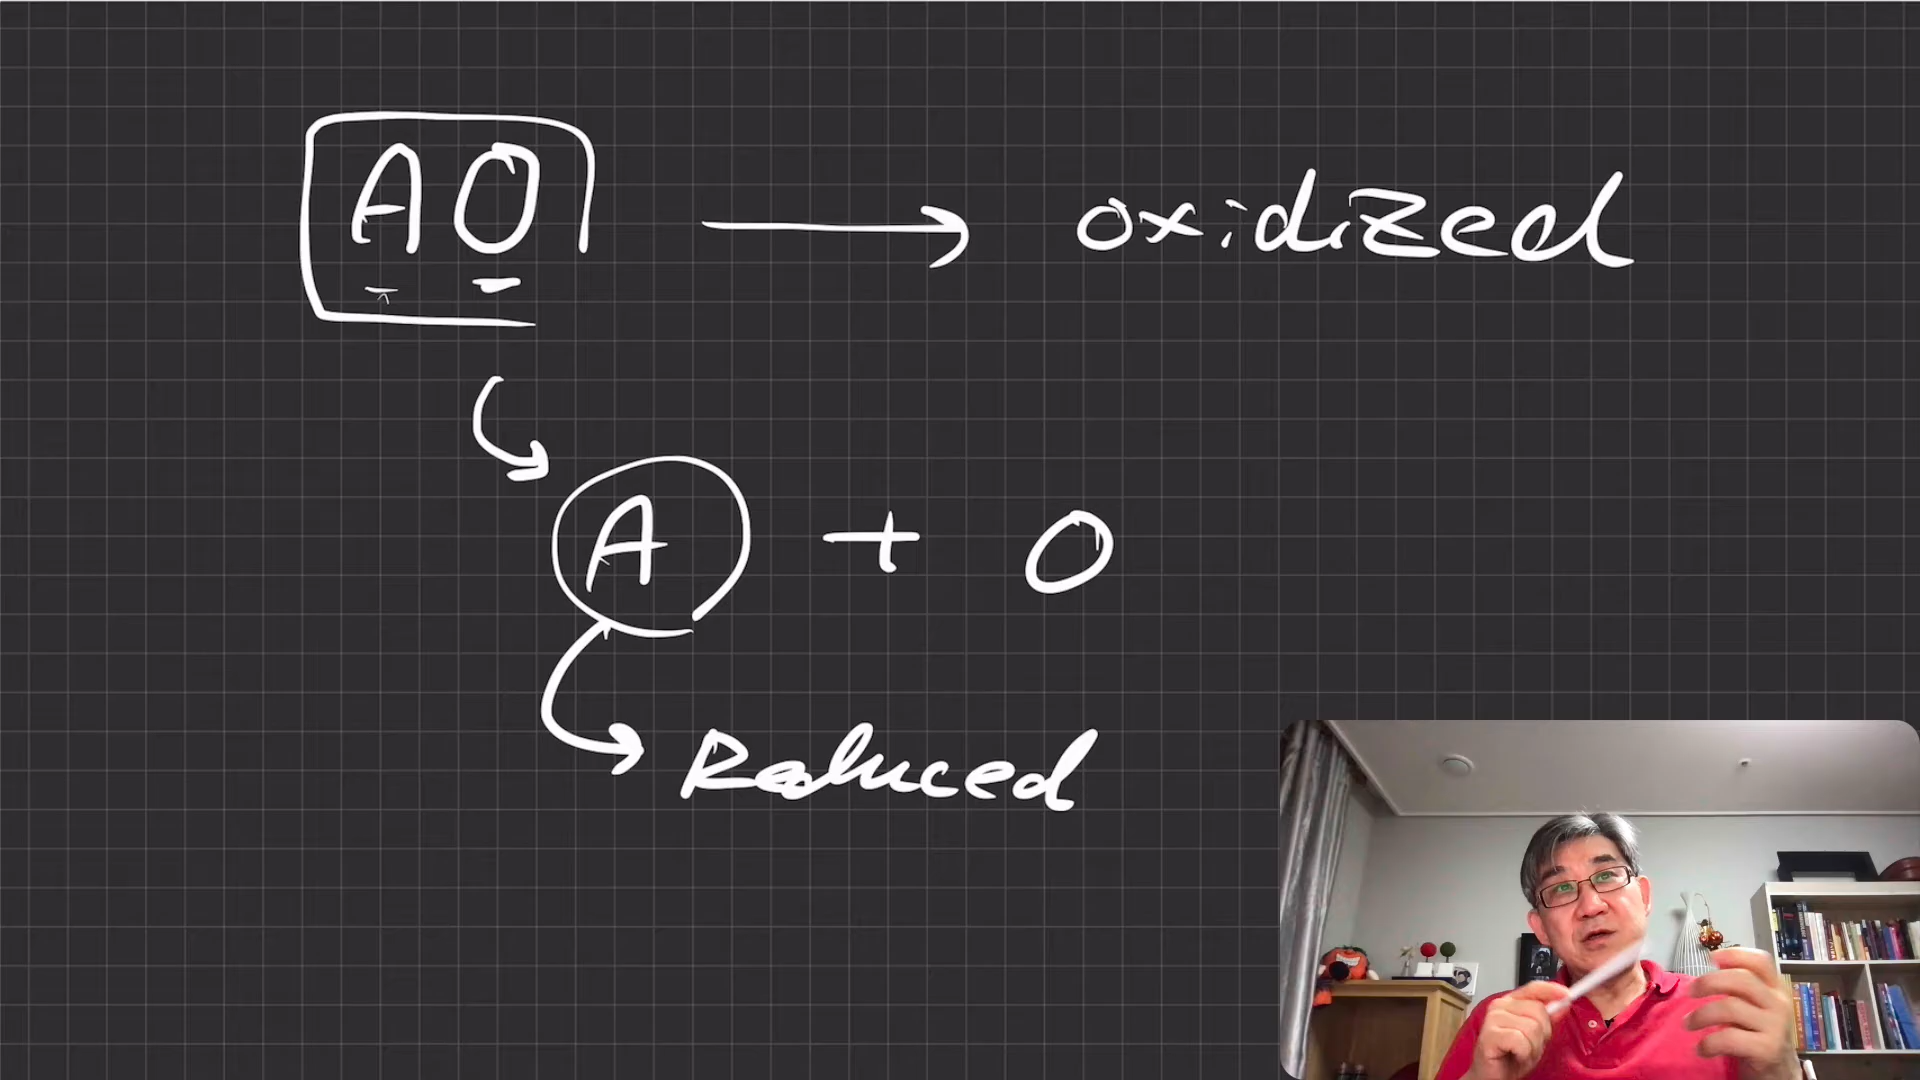 AO → oxidized
A + O
Reduced